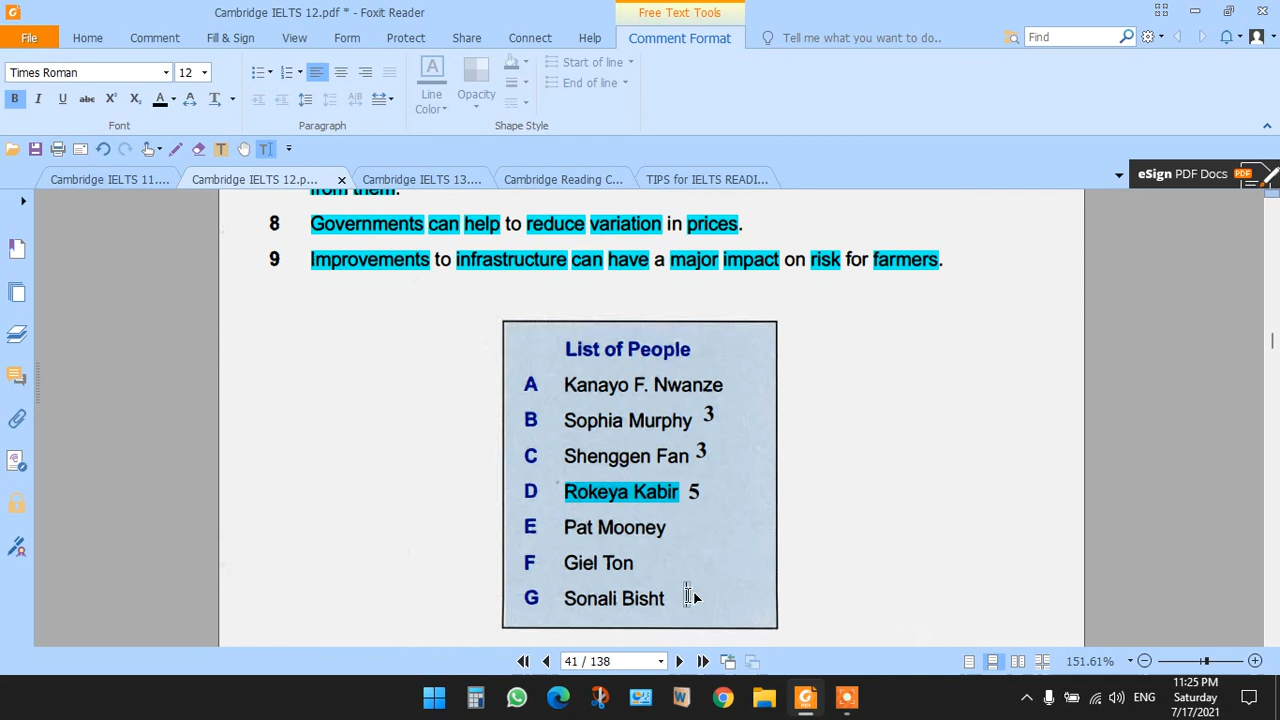 Cambridge IELTS 12.pdf * - Foxit Reader
Free Text Tools
File Home Comment Fill & Sign View Form Protect Share Connect Help Comment Format Tell me what you want to do.. Find
Times Roman 12
Start of line
End of line
Line Color
Opacity
Font Paragraph Shape Style
Cambridge IELTS 11.... Cambridge IELTS 12.p... Cambridge IELTS 13.... Cambridge Reading C... TIPS for IELTS READI... eSign PDF Docs
from them.
8 Governments can help to reduce variation in prices.
9 Improvements to infrastructure can have a major impact on risk for farmers.
List of People
A Kanayo F. Nwanze
B Sophia Murphy 3
C Shenggen Fan 3
D Rokeya Kabir 5
E Pat Mooney
F Giel Ton
G Sonali Bisht
41 / 138 151.61%
11:25 PM
ENG Saturday
7/17/2021